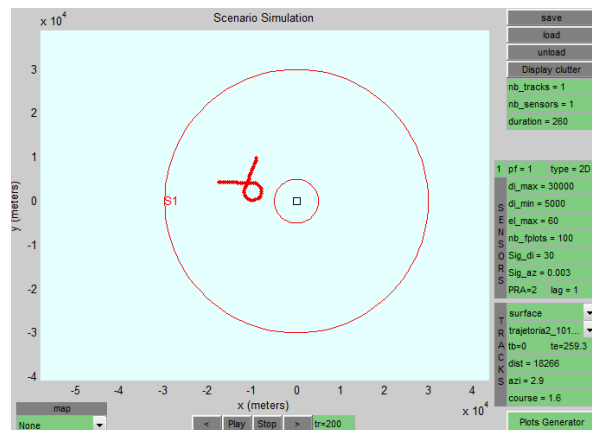 Scenario Simulation
x 10^4
4
3
2
1
0
-1
-2
-3
-4
y (meters)
S1
-5 -4 -3 -2 -1 0 1 2 3 4
x (meters)
x 10^4
map
None
< Play Stop > tr=200
save
load
unload
Display clutter
nb_tracks = 1
nb_sensors = 1
duration = 260
1 pf = 1 type = 2D
SENSORS
di_max = 30000
di_min = 5000
el_max = 60
nb_fplots = 100
Sig_di = 30
Sig_az = 0.003
PRA=2 lag = 1
TRACKS
surface
trajetoria2_101...
tb=0 te=259.3
dist = 18266
azi = 2.9
course = 1.6
Plots Generator